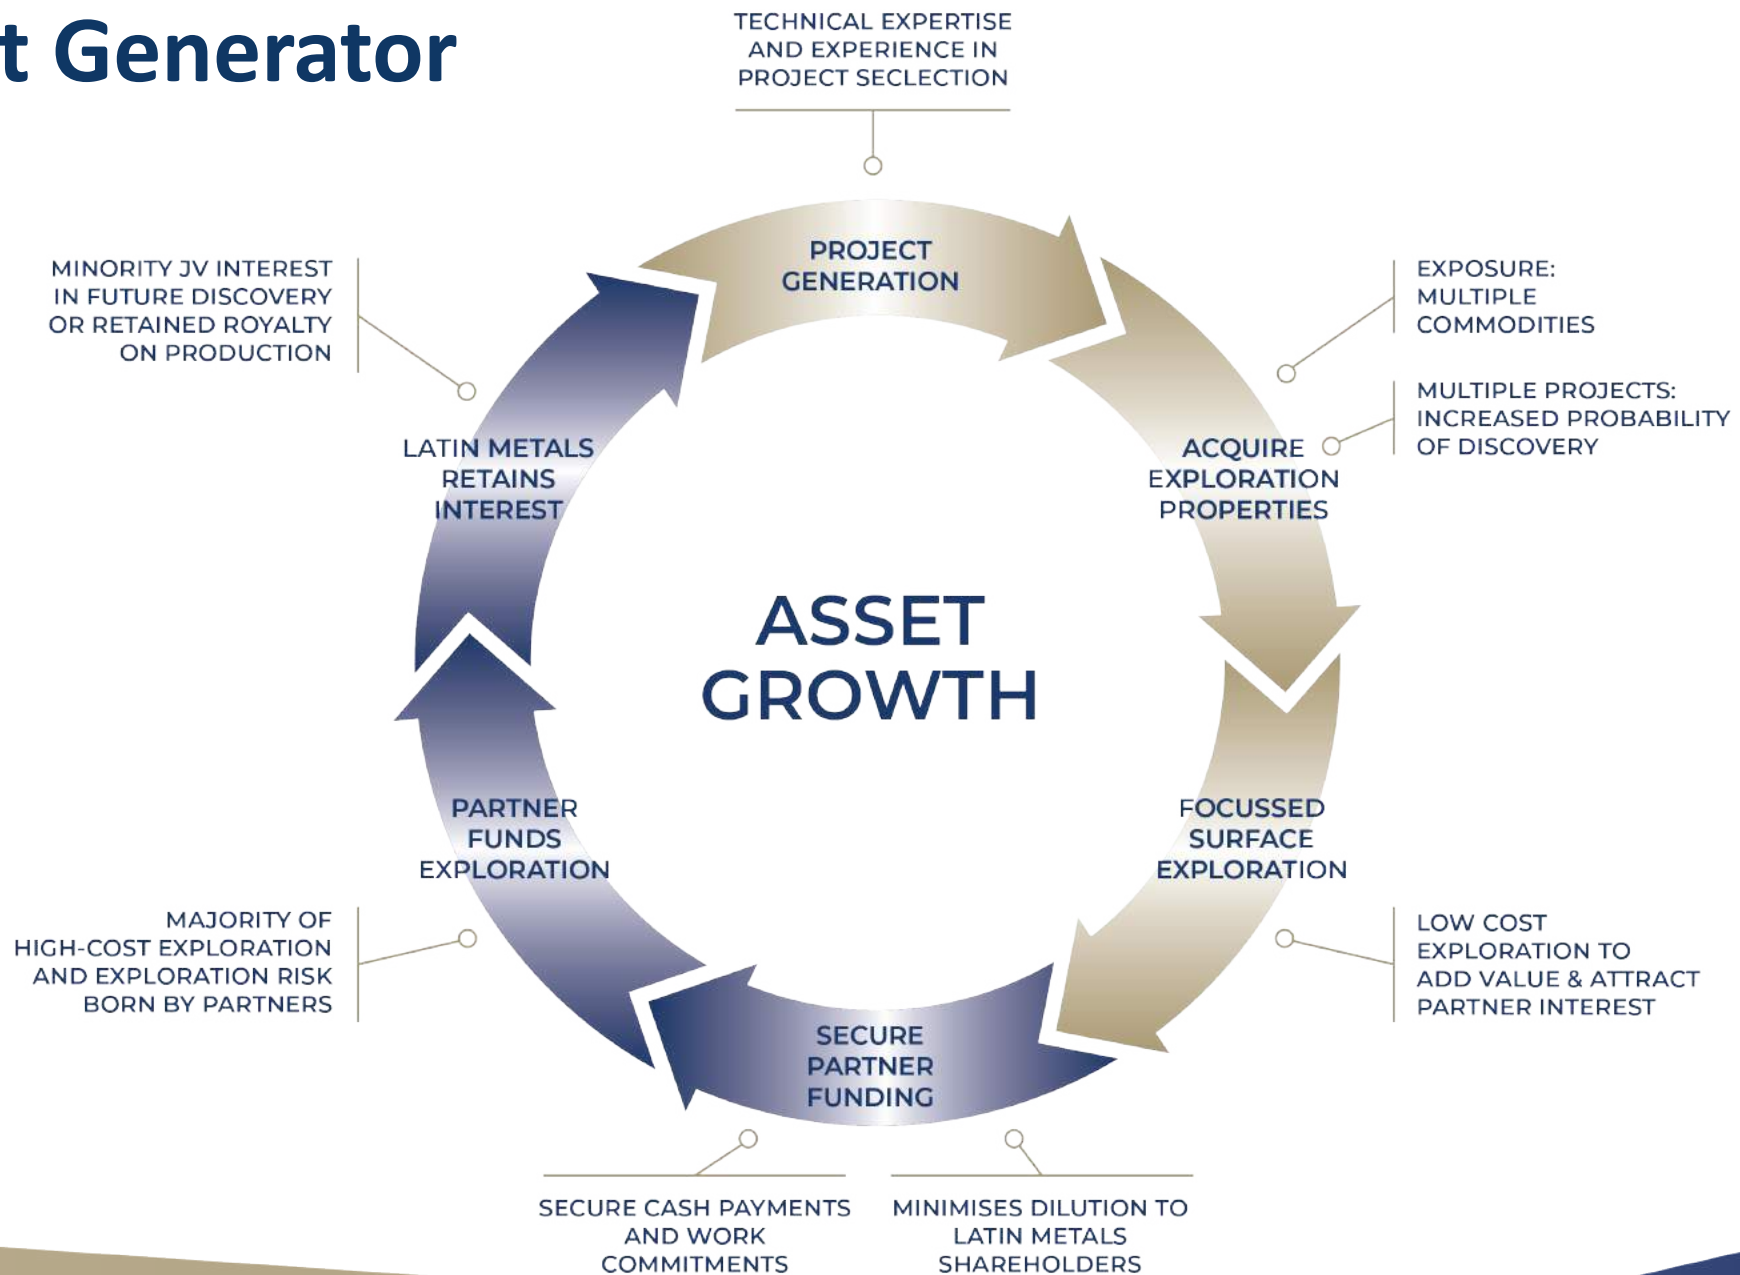 t Generator
TECHNICAL EXPERTISE
AND EXPERIENCE IN
PROJECT SECLECTION
PROJECT
GENERATION
EXPOSURE:
MULTIPLE
COMMODITIES
MULTIPLE PROJECTS:
INCREASED PROBABILITY
OF DISCOVERY
ACQUIRE
EXPLORATION
PROPERTIES
FOCUSSED
SURFACE
EXPLORATION
LOW COST
EXPLORATION TO
ADD VALUE & ATTRACT
PARTNER INTEREST
SECURE
PARTNER
FUNDING
MINIMISES DILUTION TO
LATIN METALS
SHAREHOLDERS
SECURE CASH PAYMENTS
AND WORK
COMMITMENTS
PARTNER
FUNDS
EXPLORATION
MAJORITY OF
HIGH-COST EXPLORATION
AND EXPLORATION RISK
BORN BY PARTNERS
LATIN METALS
RETAINS
INTEREST
MINORITY JV INTEREST
IN FUTURE DISCOVERY
OR RETAINED ROYALTY
ON PRODUCTION
ASSET
GROWTH